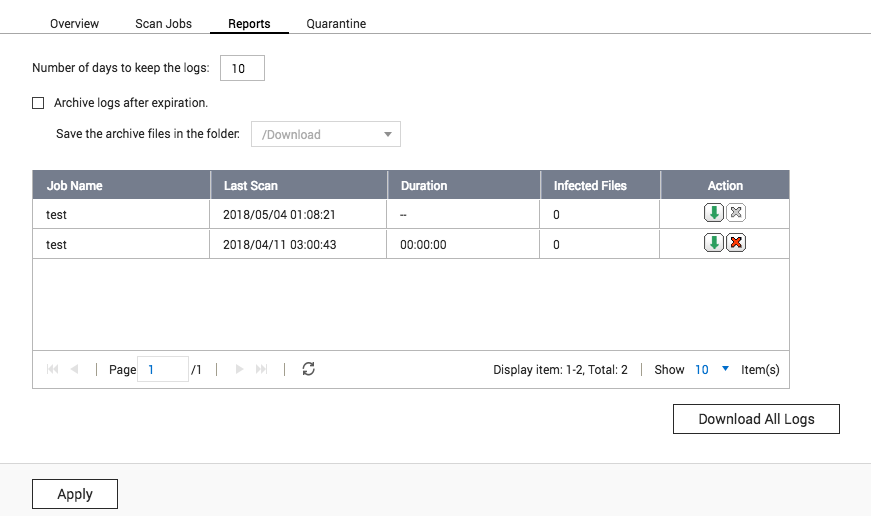 Overview Scan Jobs Reports Quarantine
Number of days to keep the logs: 10
Archive logs after expiration.
Save the archive files in the folder: /Download
Job Name Last Scan Duration Infected Files Action
test 2018/05/04 01:08:21 -- 0
test 2018/04/11 03:00:43 00:00:00 0
Page 1 /1 Display item: 1-2, Total: 2 Show 10 Item(s)
Download All Logs
Apply